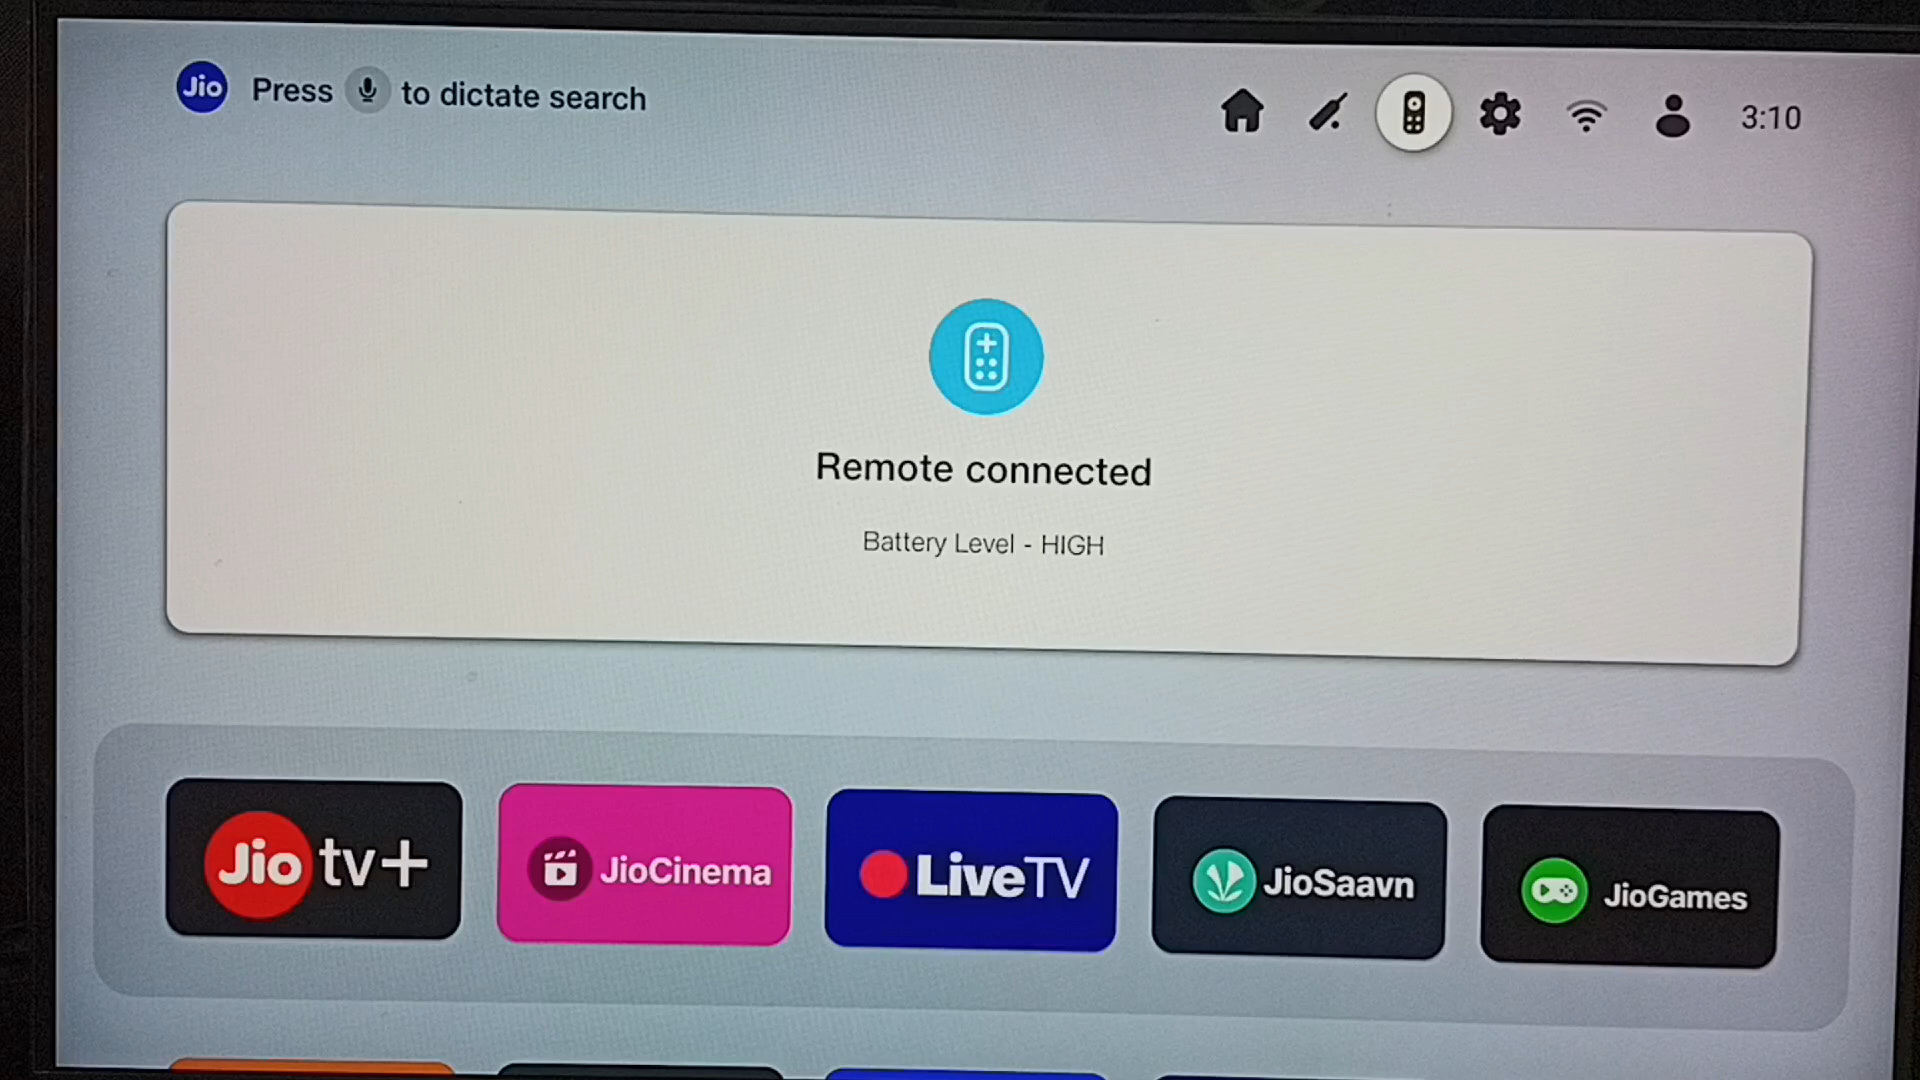 Jio Press to dictate search
3:10
Remote connected
Battery Level - HIGH
Jio tv+
JioCinema
LiveTV
JioSaavn
JioGames